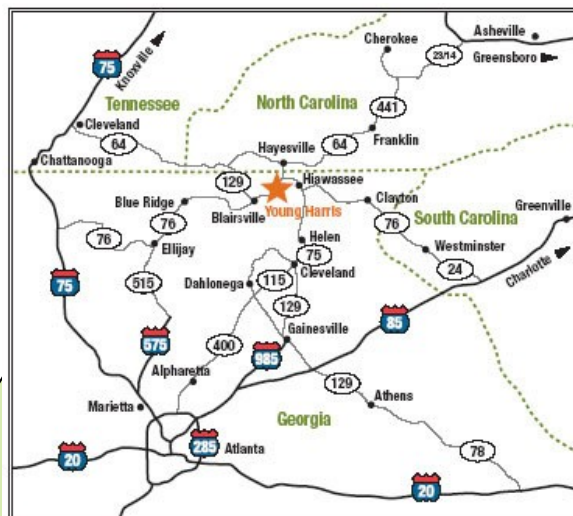 Asheville
Cherokee
23/14
Greensboro
75
Knoxville
Tennessee
North Carolina
441
Cleveland
64
Hayesville
64
Franklin
Chattanooga
129
Hiawassee
Blue Ridge
Young Harris
Clayton
76
Blairsville
76
South Carolina
Greenville
76
Ellijay
Helen
Westminster
75
Cleveland
24
Charlotte
75
515
Dahlonega
115
129
85
575
400
985
Gainesville
Alpharetta
129
Athens
Marietta
Georgia
285
Atlanta
78
20
20